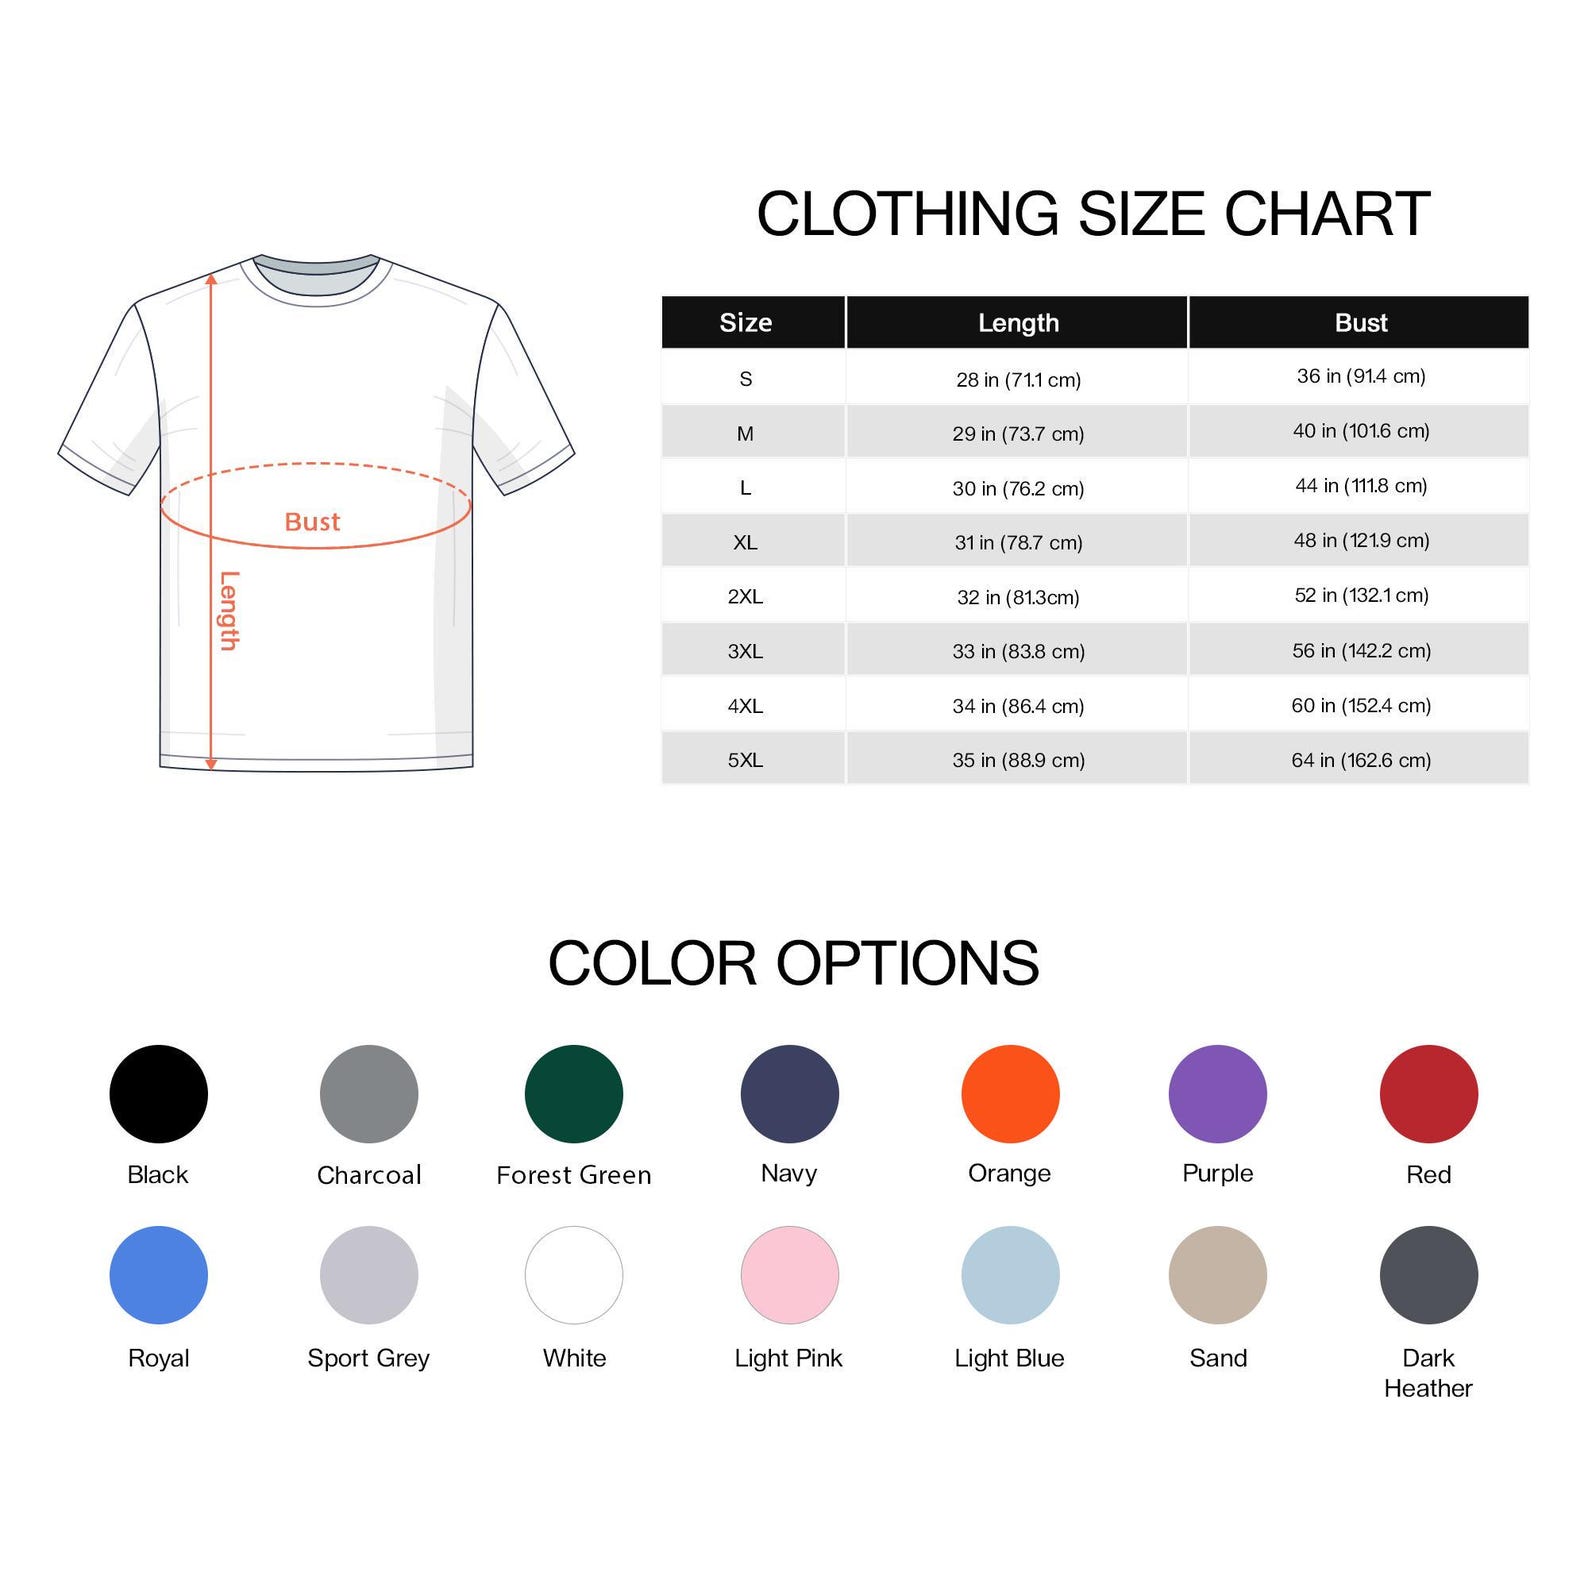 CLOTHING SIZE CHART
Size Length Bust
S 28 in (71.1 cm) 36 in (91.4 cm)
M 29 in (73.7 cm) 40 in (101.6 cm)
L 30 in (76.2 cm) 44 in (111.8 cm)
XL 31 in (78.7 cm) 48 in (121.9 cm)
2XL 32 in (81.3cm) 52 in (132.1 cm)
3XL 33 in (83.8 cm) 56 in (142.2 cm)
4XL 34 in (86.4 cm) 60 in (152.4 cm)
5XL 35 in (88.9 cm) 64 in (162.6 cm)
Bust
Length
COLOR OPTIONS
Black Charcoal Forest Green Navy Orange Purple Red
Royal Sport Grey White Light Pink Light Blue Sand Dark
Heather